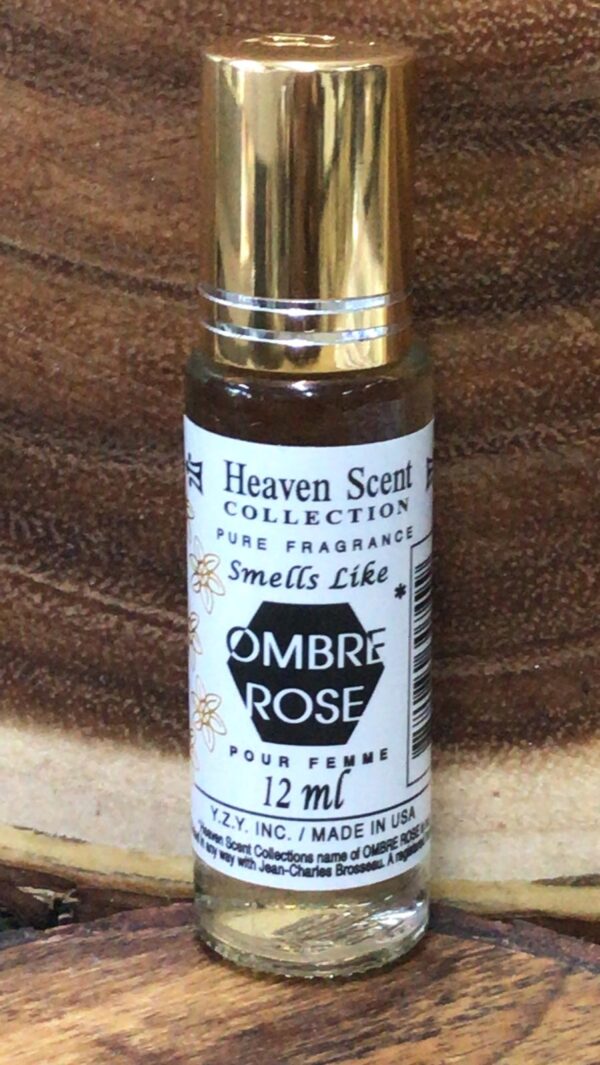 Heaven Scent
COLLECTION
PURE FRAGRANCE
Smells Like
*
OMBRE
ROSE
POUR FEMME
12 ml
Y.Z.Y. INC. / MADE IN USA
Heaven Scent Collections name of OMBRE ROSE
in any way with Jean-Charles Brosseau. A